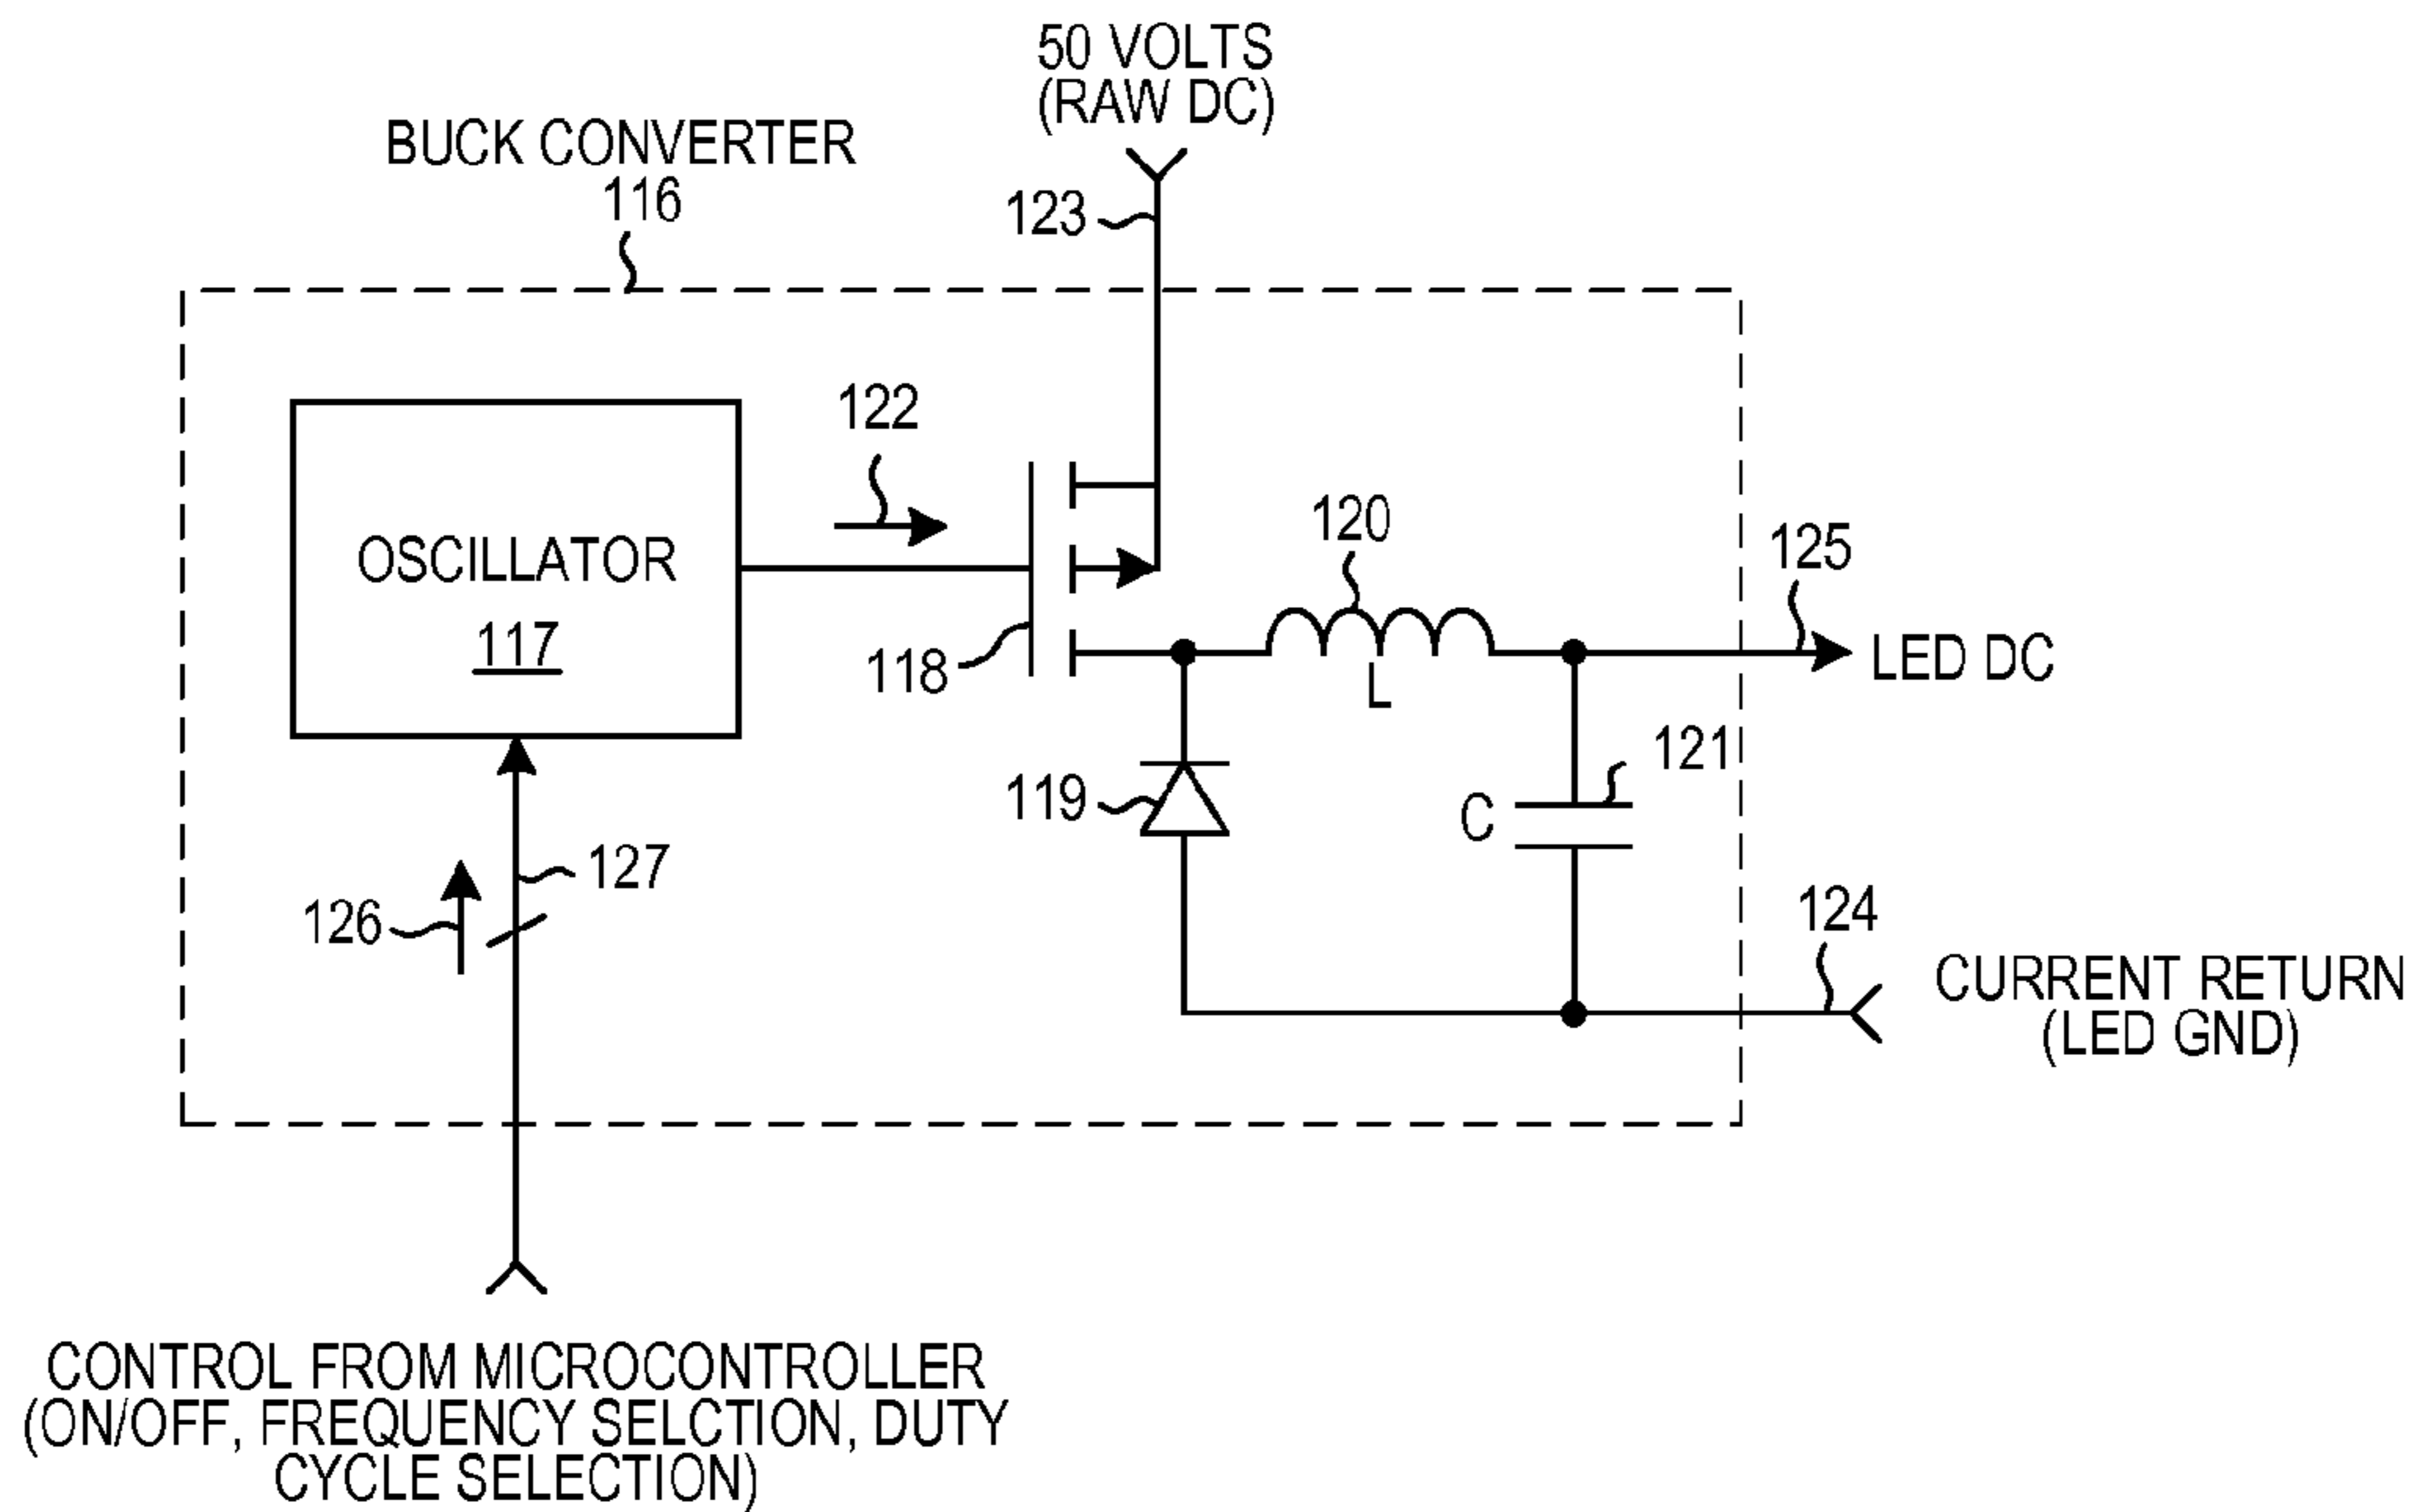 50 VOLTS
(RAW DC)
BUCK CONVERTER
116
123
122
OSCILLATOR
117
118
120
L
125
LED DC
119
121
C
127
126
124
CURRENT RETURN
(LED GND)
CONTROL FROM MICROCONTROLLER
(ON/OFF, FREQUENCY SELCTION, DUTY
CYCLE SELECTION)